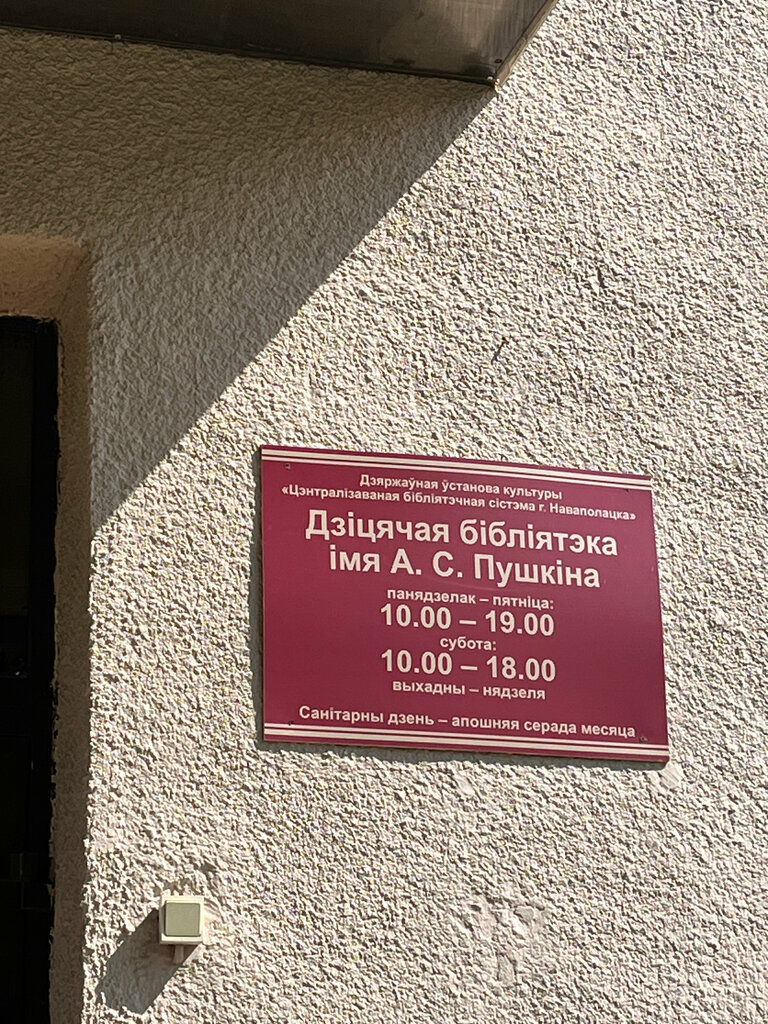 Дзяржаўная ўстанова культуры
«Цэнтралізаваная бібліятэчная сістэма г. Наваполацка»
Дзіцячая бібліятэка
імя А. С. Пушкіна
панядзелак – пятніца:
10.00 – 19.00
субота:
10.00 – 18.00
выхадны – нядзеля
Санітарны дзень – апошняя серада месяца